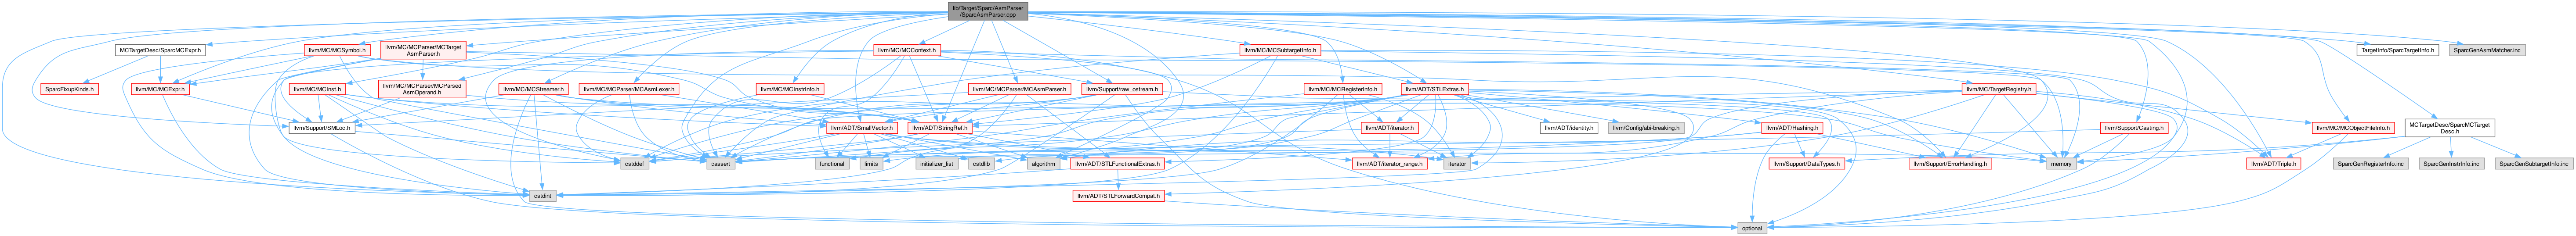 lib/Target/Sparc/AsmParser
/SparcAsmParser.cpp
MCTargetDesc/SparcMCExpr.h
llvm/MC/MCSymbol.h
llvm/MC/MCParser/MCTarget
AsmParser.h
llvm/MC/MCContext.h
llvm/MC/MCSubtargetInfo.h
TargetInfo/SparcTargetInfo.h
SparcGenAsmMatcher.inc
SparcFixupKinds.h
llvm/MC/MCExpr.h
llvm/MC/MCInst.h
llvm/MC/MCParser/MCParsed
AsmOperand.h
llvm/MC/MCStreamer.h
llvm/MC/MCParser/MCAsmLexer.h
llvm/MC/MCInstrInfo.h
llvm/Support/raw_ostream.h
llvm/MC/MCParser/MCAsmParser.h
llvm/MC/MCRegisterInfo.h
llvm/ADT/STLExtras.h
llvm/MC/TargetRegistry.h
llvm/Support/SMLoc.h
llvm/ADT/SmallVector.h
llvm/ADT/StringRef.h
llvm/ADT/iterator.h
llvm/ADT/identity.h
llvm/Config/abi-breaking.h
llvm/ADT/Hashing.h
llvm/Support/Casting.h
llvm/MC/MCObjectFileInfo.h
MCTargetDesc/SparcMCTarget
Desc.h
cstddef
cassert
functional
limits
initializer_list
cstdlib
algorithm
llvm/ADT/STLFunctionalExtras.h
iterator
llvm/ADT/iterator_range.h
llvm/Support/DataTypes.h
llvm/Support/ErrorHandling.h
memory
llvm/ADT/Triple.h
SparcGenRegisterInfo.inc
SparcGenInstrInfo.inc
SparcGenSubtargetInfo.inc
cstdint
llvm/ADT/STLForwardCompat.h
optional